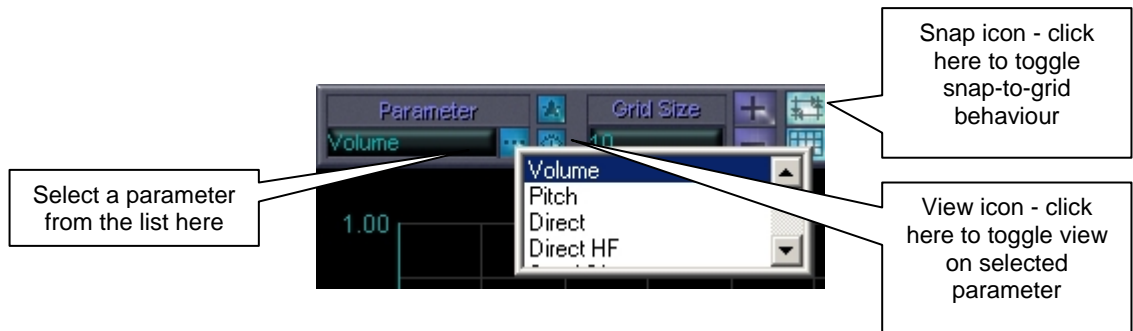 Snap icon - click
here to toggle
snap-to-grid
behaviour
Parameter
Grid Size
Volume
10
Volume
Pitch
Direct
Direct HF
Select a parameter
from the list here
1.00
View icon - click
here to toggle view
on selected
parameter